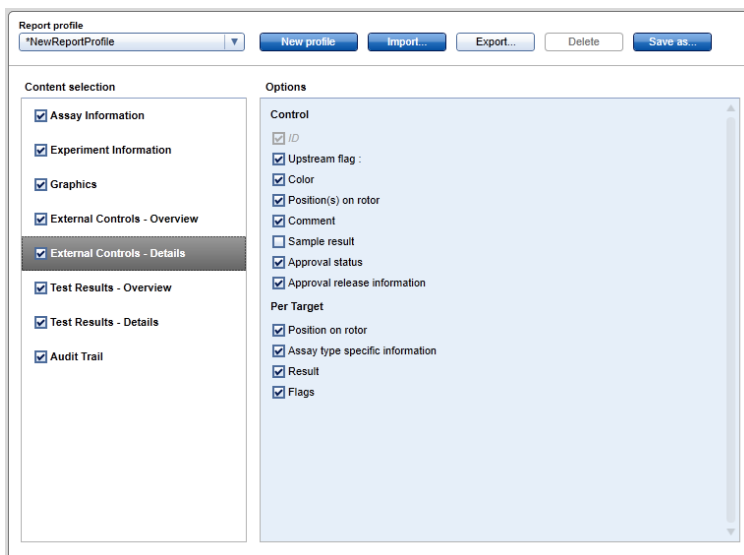 Report profile
*NewReportProfile
New profile
Import...
Export...
Delete
Save as...
Content selection
Assay Information
Experiment Information
Graphics
External Controls - Overview
External Controls - Details
Test Results - Overview
Test Results - Details
Audit Trail
Options
Control
ID
Upstream flag :
Color
Position(s) on rotor
Comment
Sample result
Approval status
Approval release information
Per Target
Position on rotor
Assay type specific information
Result
Flags